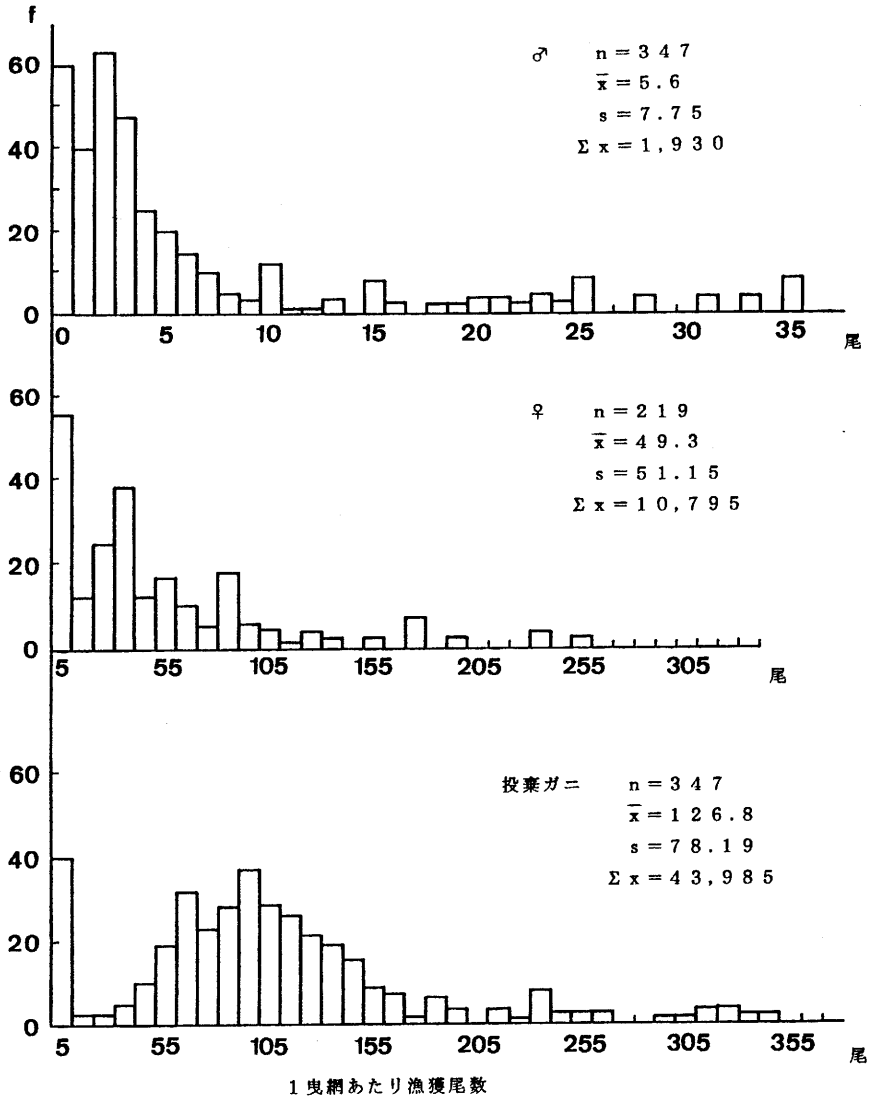 f
60
40
20
0
♂ n=347
x̄=5.6
s=7.75
Σx=1,930
0 5 10 15 20 25 30 35 尾
60
40
20
0
♀ n=219
x̄=49.3
s=51.15
Σx=10,795
5 55 105 155 205 255 305 尾
60
40
20
0
投棄ガニ n=347
x̄=126.8
s=78.19
Σx=43,985
5 55 105 155 205 255 305 355 尾
1曳網あたり漁獲尾数